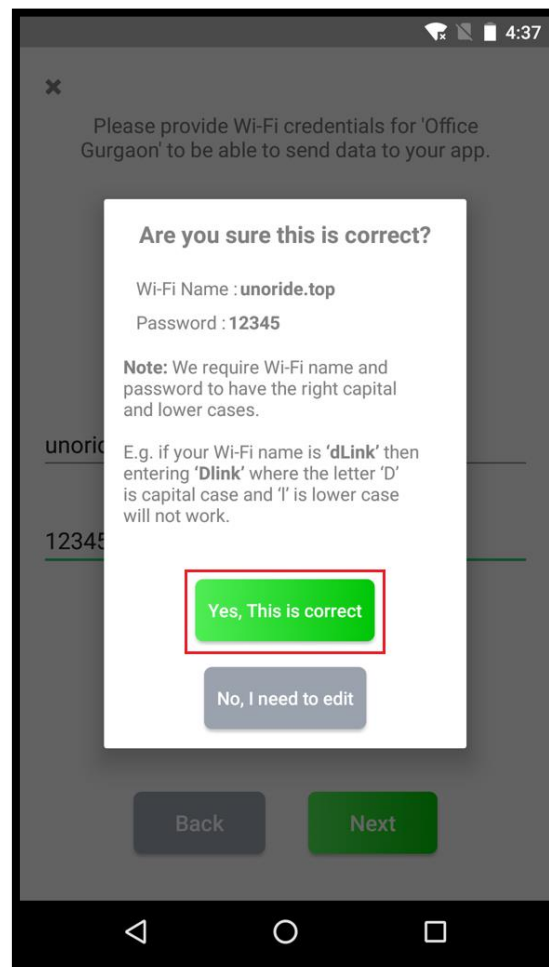 4:37
Please provide Wi-Fi credentials for 'Office
Gurgaon' to be able to send data to your app.
Are you sure this is correct?
Wi-Fi Name : unoride.top
Password : 12345
Note: We require Wi-Fi name and
password to have the right capital
and lower cases.
E.g. if your Wi-Fi name is ‘dLink’ then
entering ‘Dlink’ where the letter ‘D’
is capital case and ‘l’ is lower case
will not work.
unorid
12345
Yes, This is correct
No, I need to edit
Back
Next